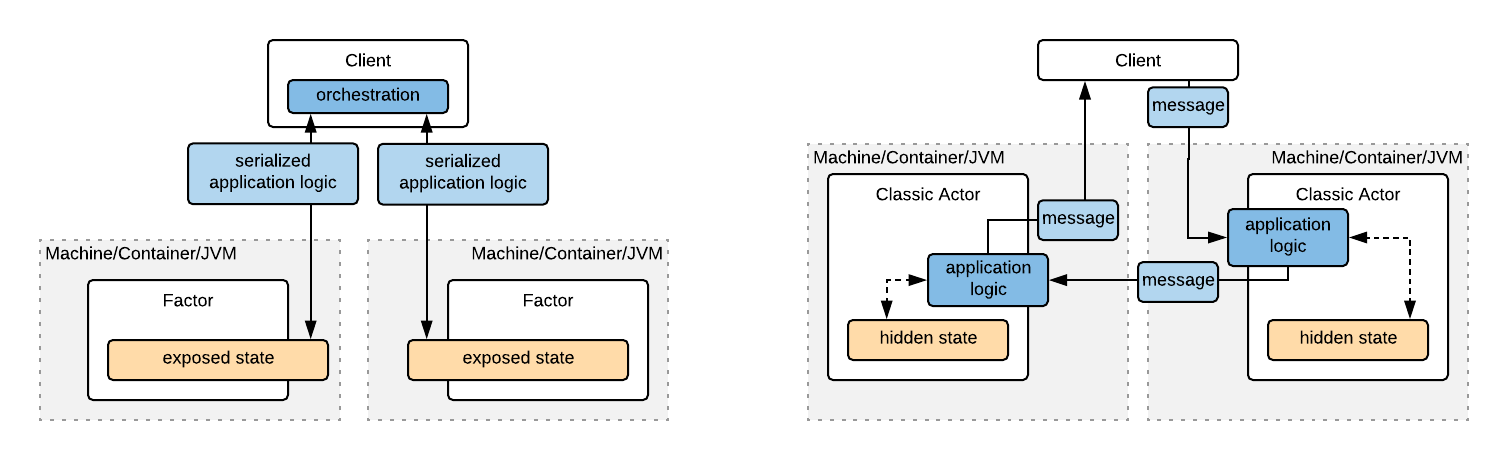 Client
orchestration
serialized
application logic
serialized
application logic
Machine/Container/JVM
Factor
exposed state
Machine/Container/JVM
Factor
exposed state
Client
message
Machine/Container/JVM
Classic Actor
message
application
logic
hidden state
message
Machine/Container/JVM
Classic Actor
application
logic
hidden state